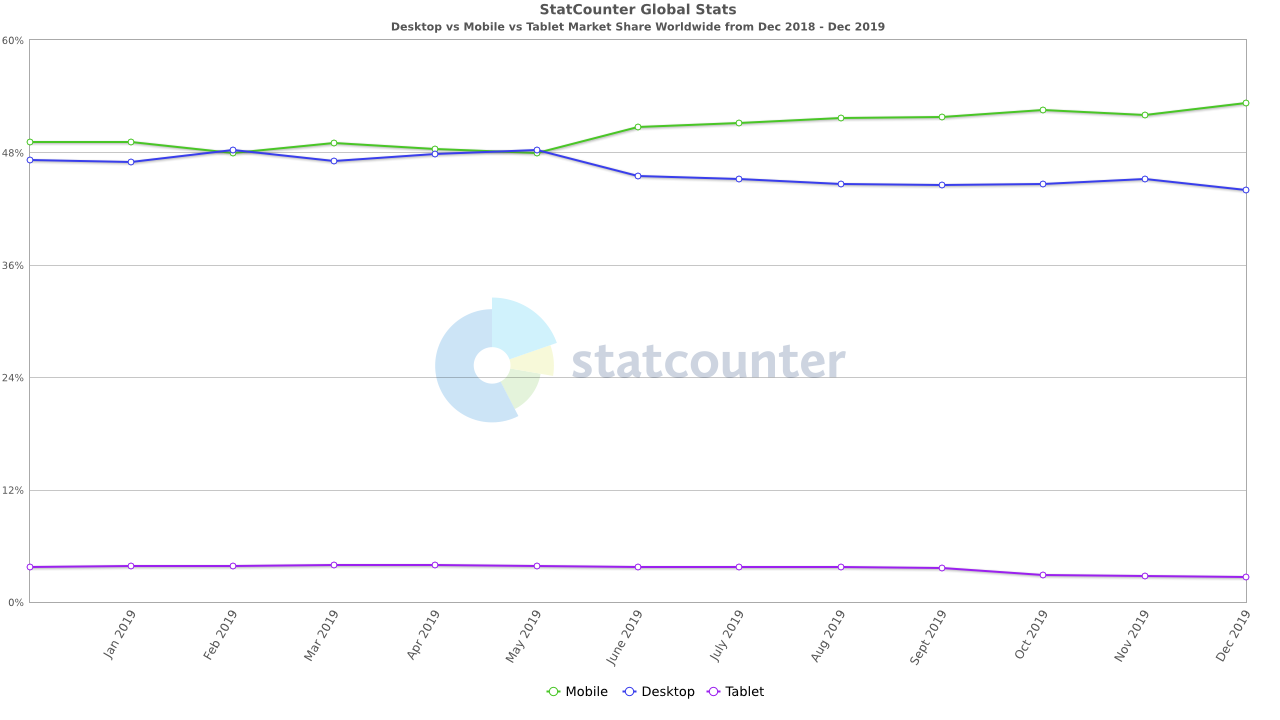 StatCounter Global Stats
Desktop vs Mobile vs Tablet Market Share Worldwide from Dec 2018 - Dec 2019
60%
48%
36%
statcounter
24%
12%
0%
Jan 2019 Feb 2019 Mar 2019 Apr 2019 May 2019 June 2019 July 2019 Aug 2019 Sept 2019 Oct 2019 Nov 2019 Dec 2019
Mobile Desktop Tablet